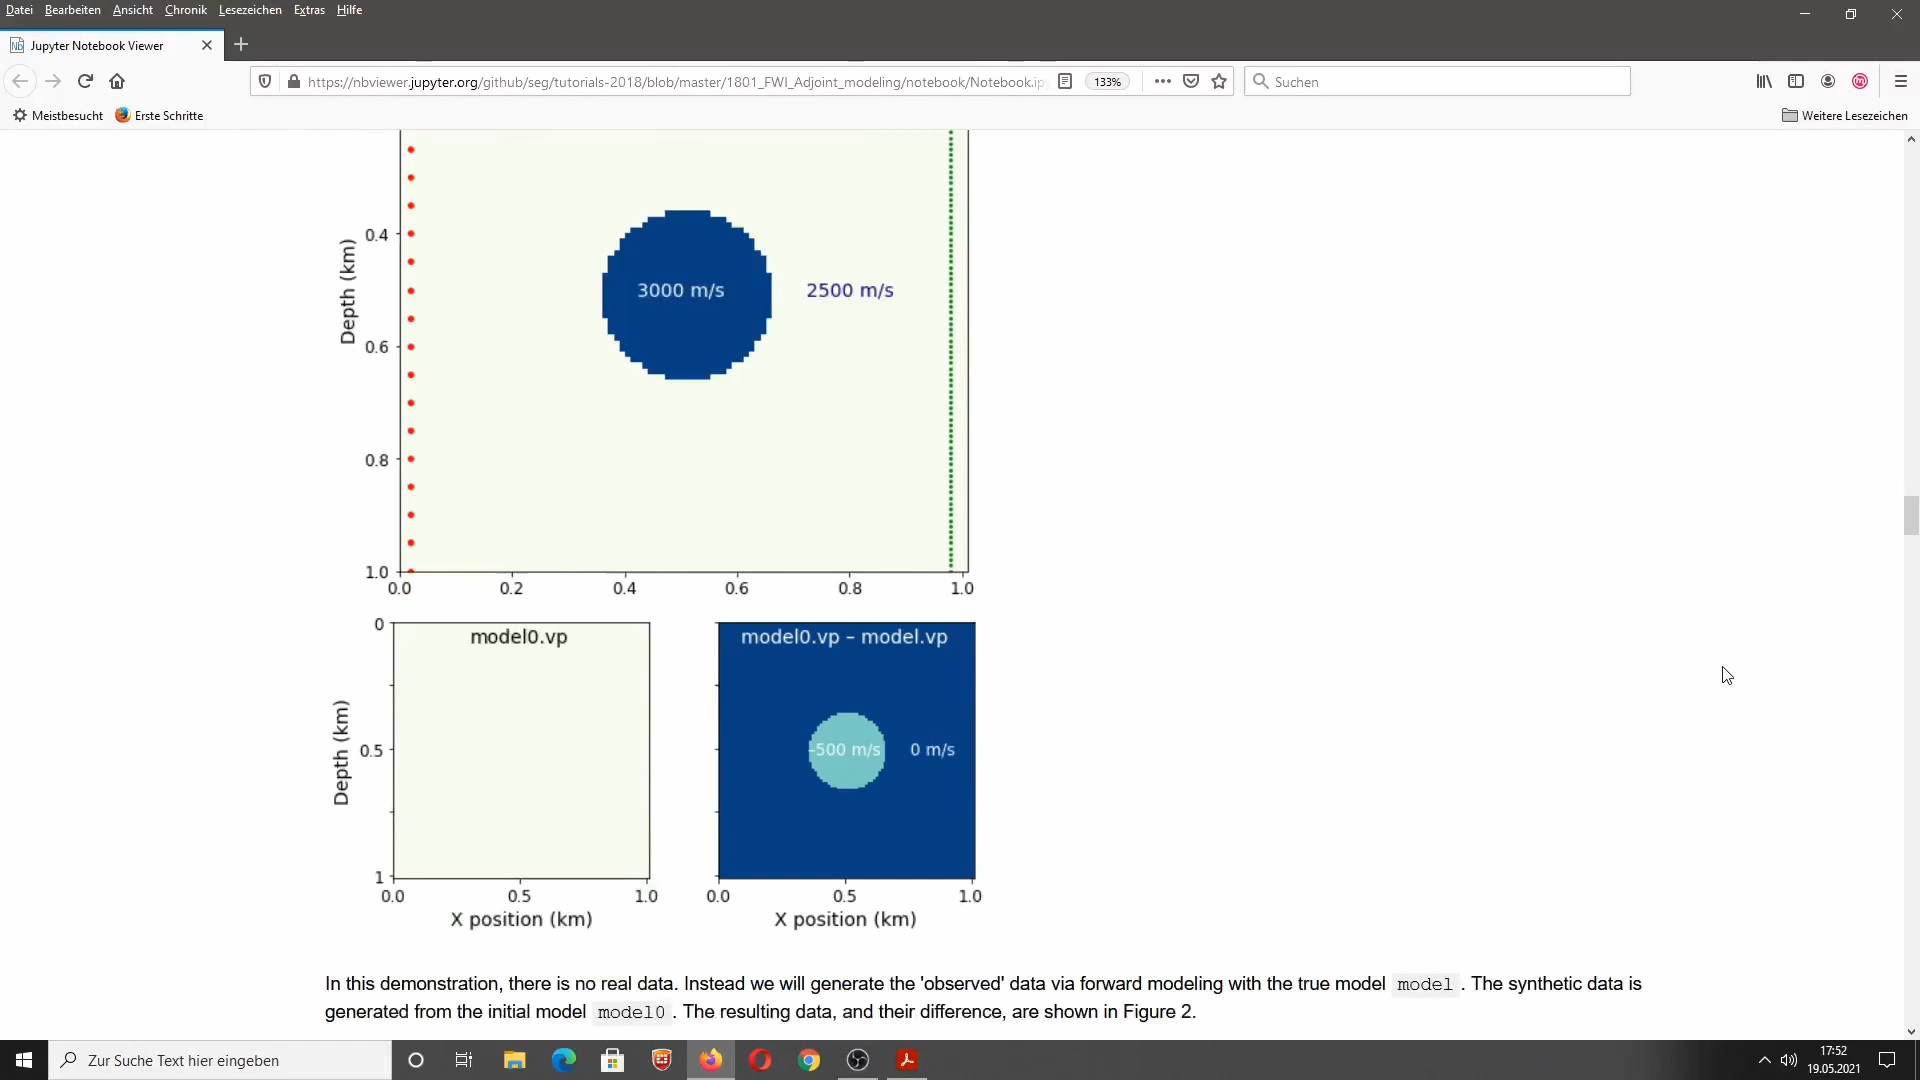 Datei Bearbeiten Ansicht Chronik Lesezeichen Extras Hilfe
Nb Jupyter Notebook Viewer
https://nbviewer.jupyter.org/github/seg/tutorials-2018/blob/master/1801_FWI_Adjoint_modeling/notebook/Notebook.ipy 133% Suchen
Meistbesucht Erste Schritte Weitere Lesezeichen
0.4
3000 m/s 2500 m/s
Depth (km)
0.6
0.8
1.0
0.0 0.2 0.4 0.6 0.8 1.0
0 model0.vp model0.vp – model.vp
Depth (km)
0.5 -500 m/s 0 m/s
1
0.0 0.5 1.0 0.0 0.5 1.0
X position (km) X position (km)
In this demonstration, there is no real data. Instead we will generate the 'observed' data via forward modeling with the true model model . The synthetic data is
generated from the initial model model0 . The resulting data, and their difference, are shown in Figure 2.
Zur Suche Text hier eingeben
17:52
19.05.2021